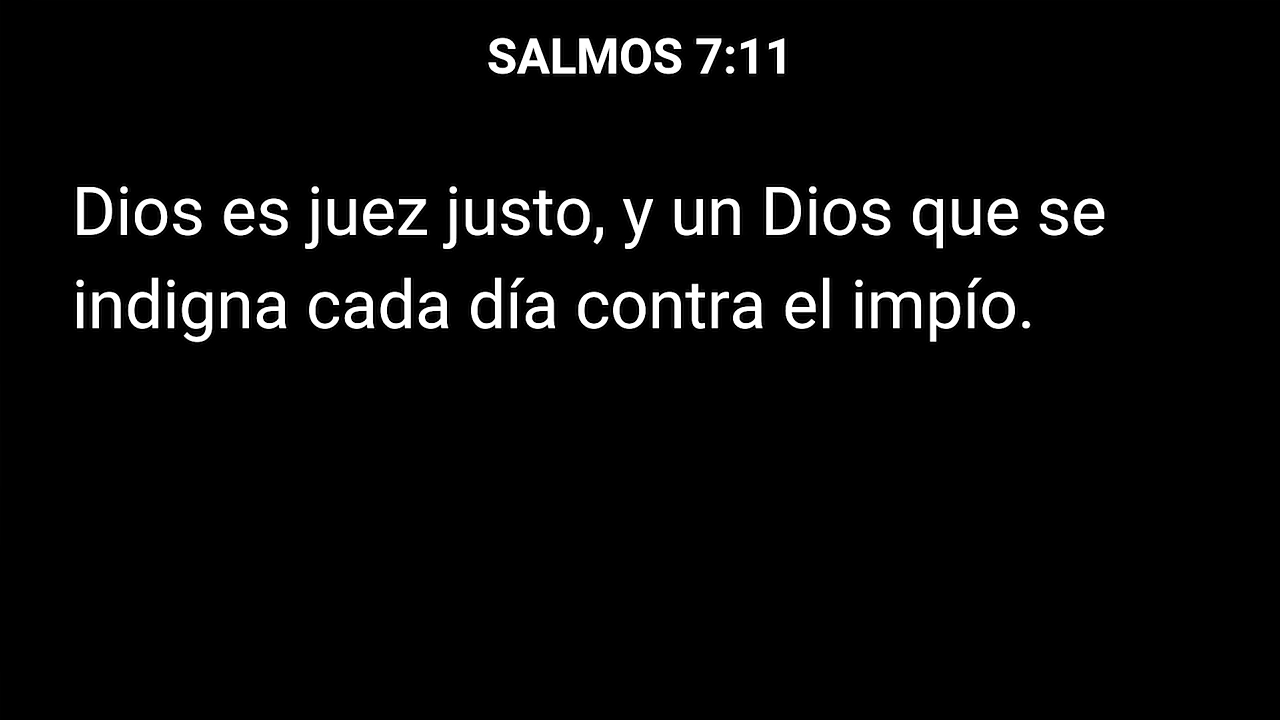 SALMOS 7:11
Dios es juez justo, y un Dios que se
indigna cada día contra el impío.